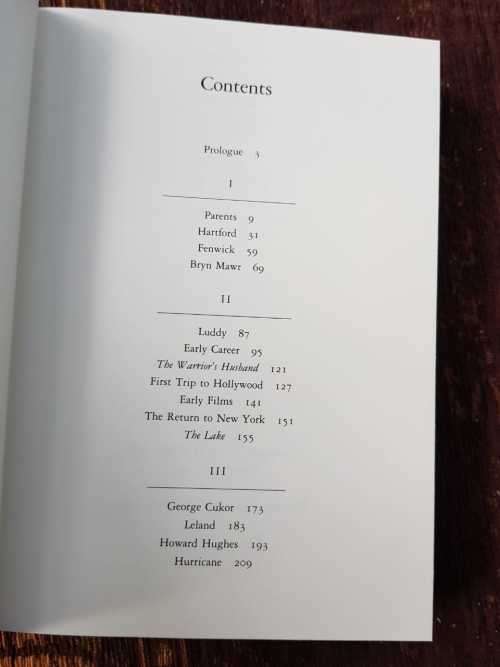 Contents
Prologue 3
I
Parents 9
Hartford 31
Fenwick 59
Bryn Mawr 69
II
Luddy 87
Early Career 95
The Warrior's Husband 121
First Trip to Hollywood 127
Early Films 141
The Return to New York 151
The Lake 155
III
George Cukor 173
Leland 183
Howard Hughes 193
Hurricane 209